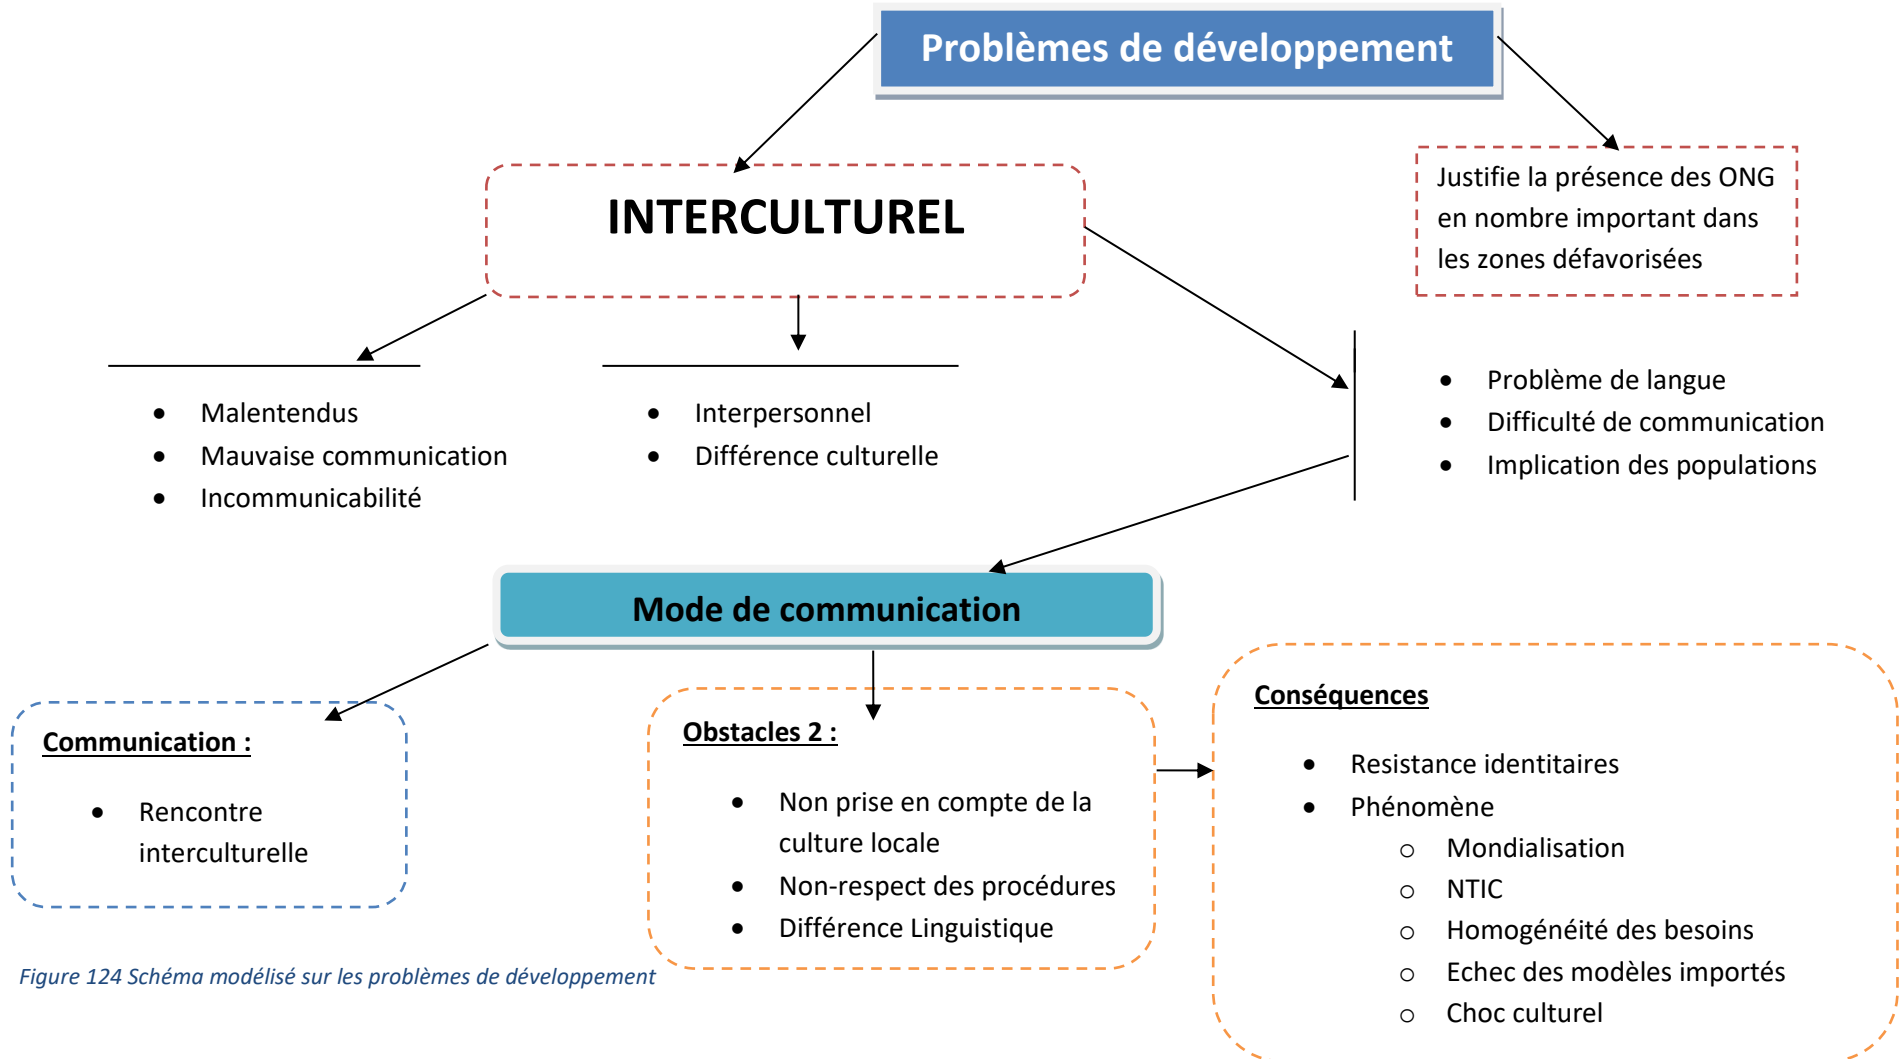 Problèmes de développement
INTERCULTUREL
Justifie la présence des ONG
en nombre important dans
les zones défavorisées
• Malentendus
• Mauvaise communication
• Incommunicabilité
• Interpersonnel
• Différence culturelle
• Problème de langue
• Difficulté de communication
• Implication des populations
Mode de communication
Communication :
• Rencontre
interculturelle
Obstacles 2 :
• Non prise en compte de la
culture locale
• Non-respect des procédures
• Différence Linguistique
Conséquences
• Resistance identitaires
• Phénomène
o Mondialisation
o NTIC
o Homogénéité des besoins
o Echec des modèles importés
o Choc culturel
Figure 124 Schéma modélisé sur les problèmes de développement